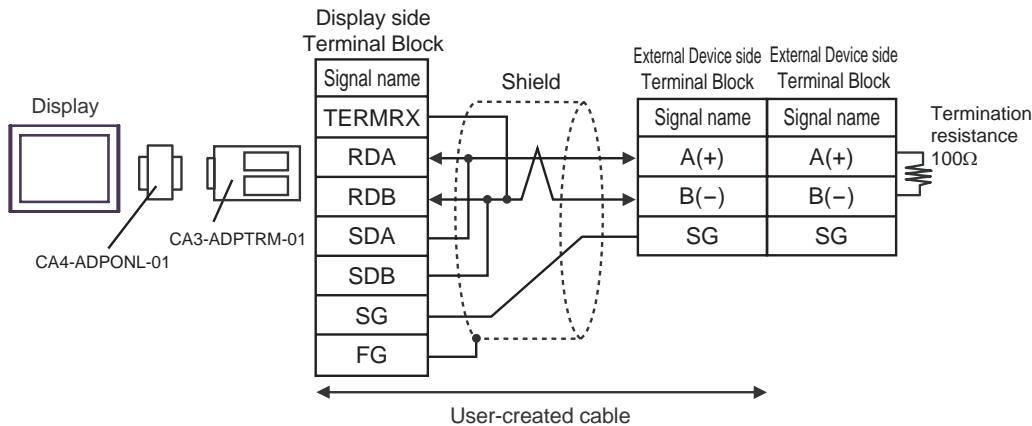 Display side
Terminal Block
Signal name
TERMRX
RDA
RDB
SDA
SDB
SG
FG
Shield
External Device side
Terminal Block
Signal name
A(+)
B(−)
SG
External Device side
Terminal Block
Signal name
A(+)
B(−)
SG
Termination
resistance
100Ω
Display
CA4-ADPONL-01
CA3-ADPTRM-01
User-created cable